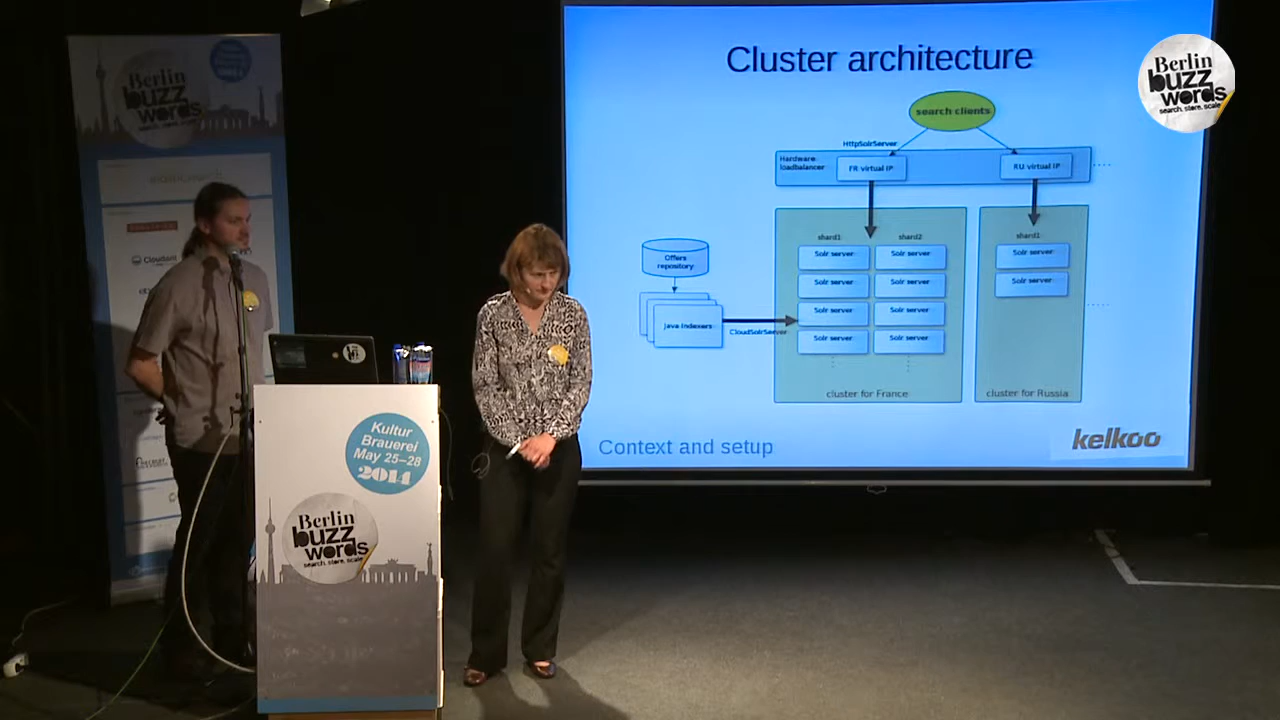 Cluster architecture
search clients
HttpSolrServer
Hardware
loadbalancer
FR virtual IP
RU virtual IP
shard1
shard2
shard1
Solr server
Solr server
Solr server
Solr server
Solr server
Solr server
Solr server
Solr server
Solr server
Solr server
Offers
repository
Java Indexers
CloudSolrServer
cluster for France
cluster for Russia
Context and setup
kelkoo
Berlin
buzz
words
search. store. scale.
Berlin
buzz
words
Cloudant
Kultur
Brauerei
May 25–28
2014
Berlin
buzz
words
search. store. scale.